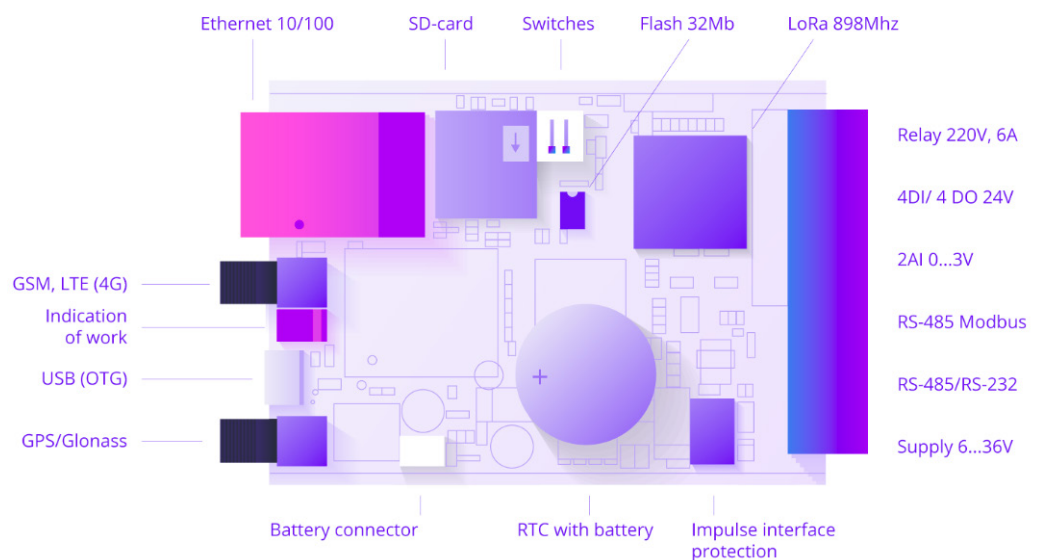 Ethernet 10/100
SD-card
Switches
Flash 32Mb
LoRa 898Mhz
Relay 220V, 6A
4DI/ 4 DO 24V
2AI 0...3V
RS-485 Modbus
RS-485/RS-232
Supply 6...36V
GSM, LTE (4G)
Indication
of work
USB (OTG)
GPS/Glonass
Battery connector
RTC with battery
Impulse interface
protection